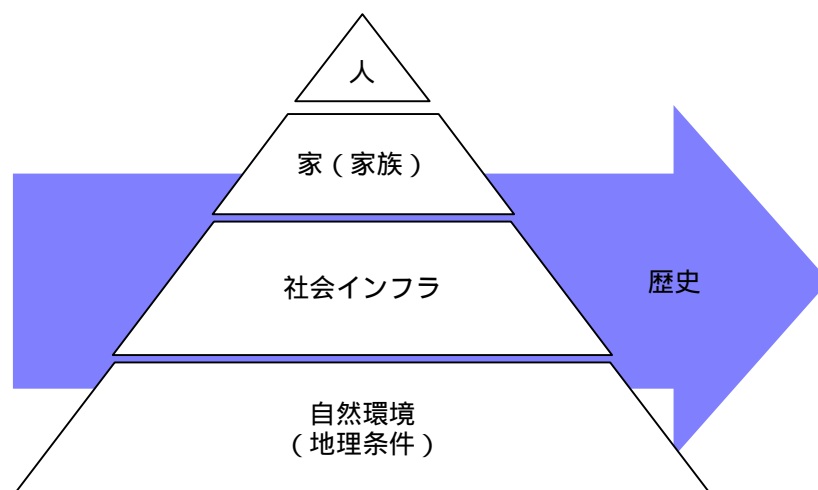 人
家（家族）
社会インフラ
歴史
自然環境
（地理条件）